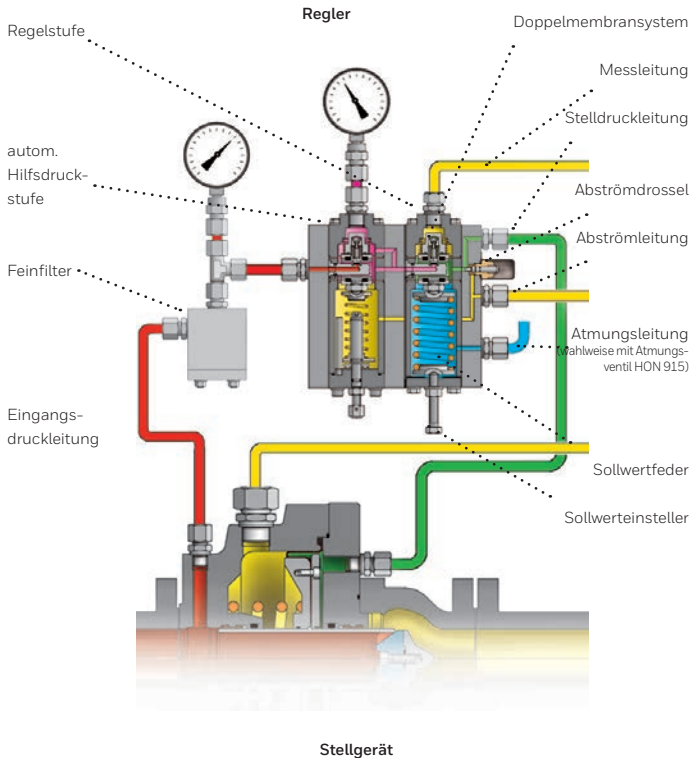 Regler
Regelstufe
autom.
Hilfsdruck-
stufe
Feinfilter
Eingangs-
druckleitung
Doppelmembransystem
Messleitung
Stelldruckleitung
Abströmdrossel
Abströmleitung
Atmungsleitung
(wahlweise mit Atmungs-
ventil HON 915)
Sollwertfeder
Sollwerteinsteller
Stellgerät